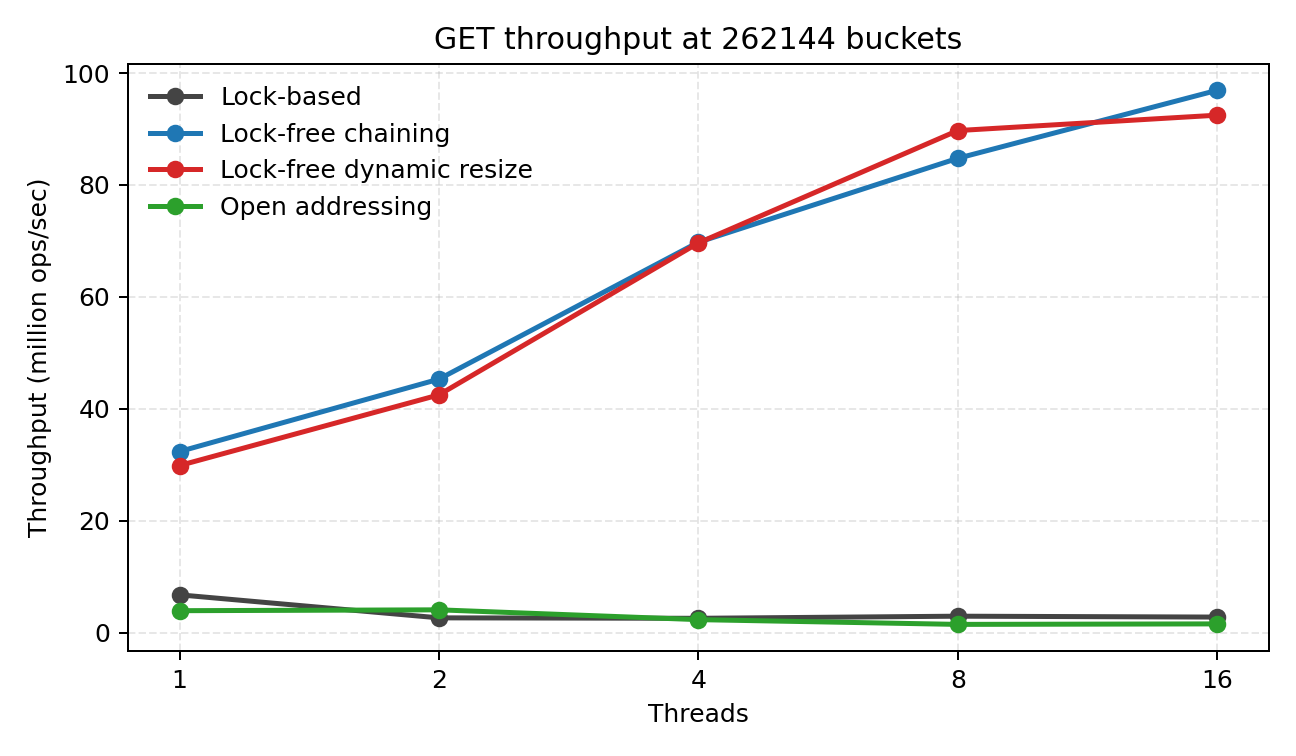 GET throughput at 262144 buckets
Lock-based
Lock-free chaining
Lock-free dynamic resize
Open addressing
Throughput (million ops/sec)
100
80
60
40
20
0
1 2 4 8 16
Threads